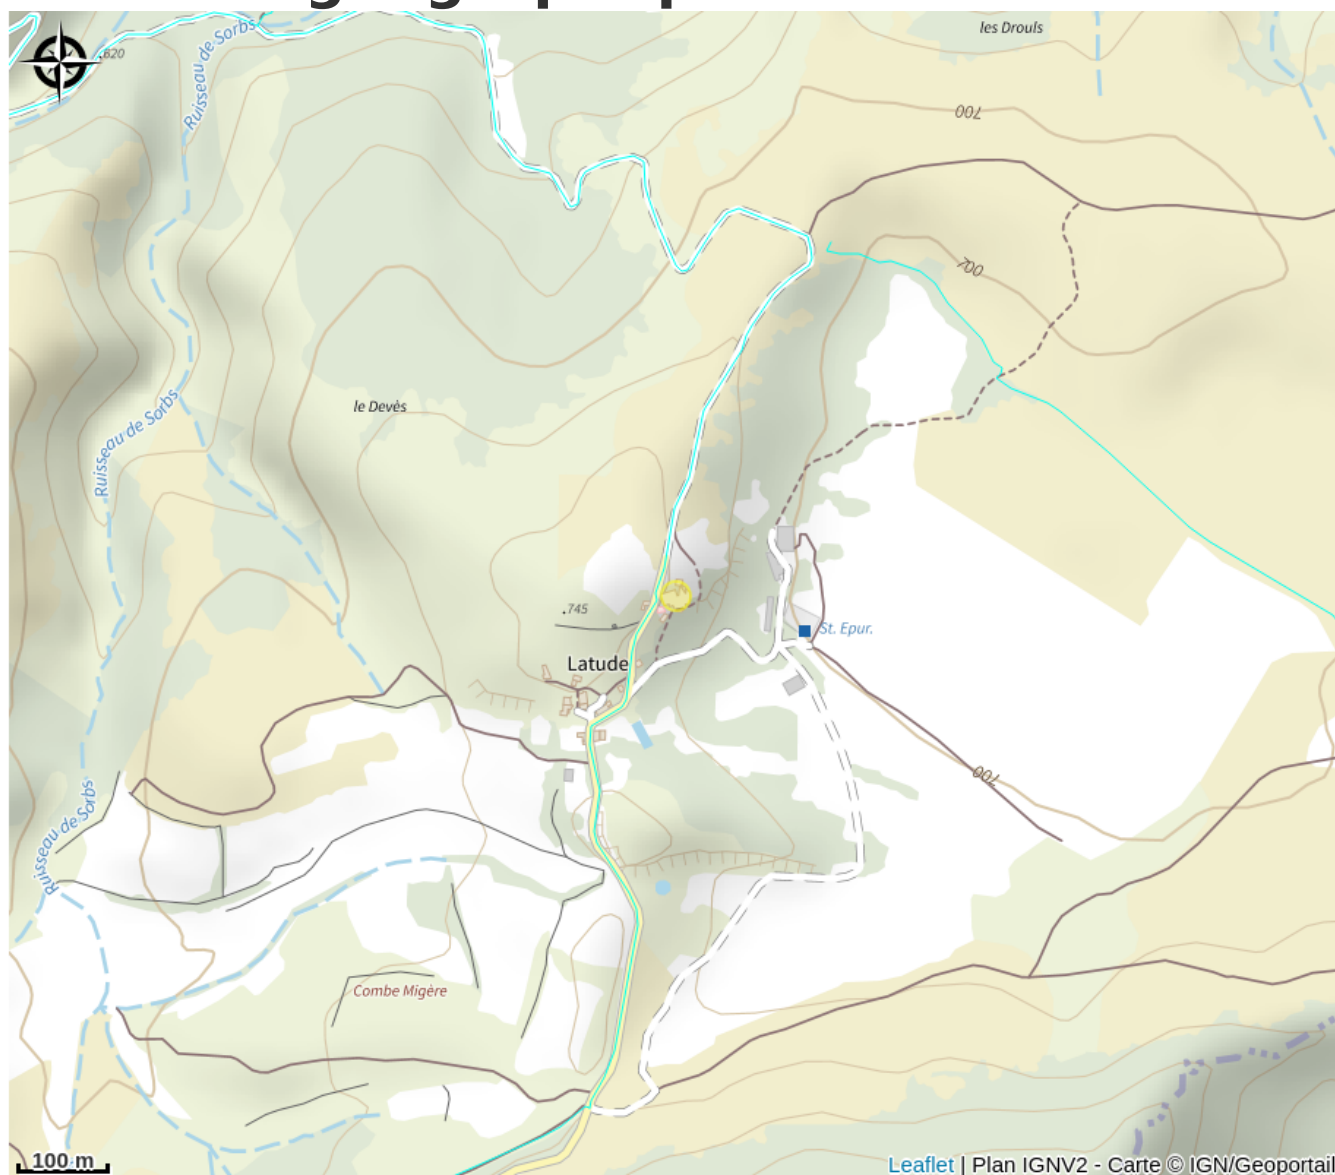 les Drouls
.620
Ruisseau de Sorbs
700
700
le Devès
Ruisseau de Sorbs
.745
St. Epur.
Latude
700
Ruisseau de Sorbs
Combe Migère
100 m
Leaflet | Plan IGNV2 - Carte © IGN/Geoportail